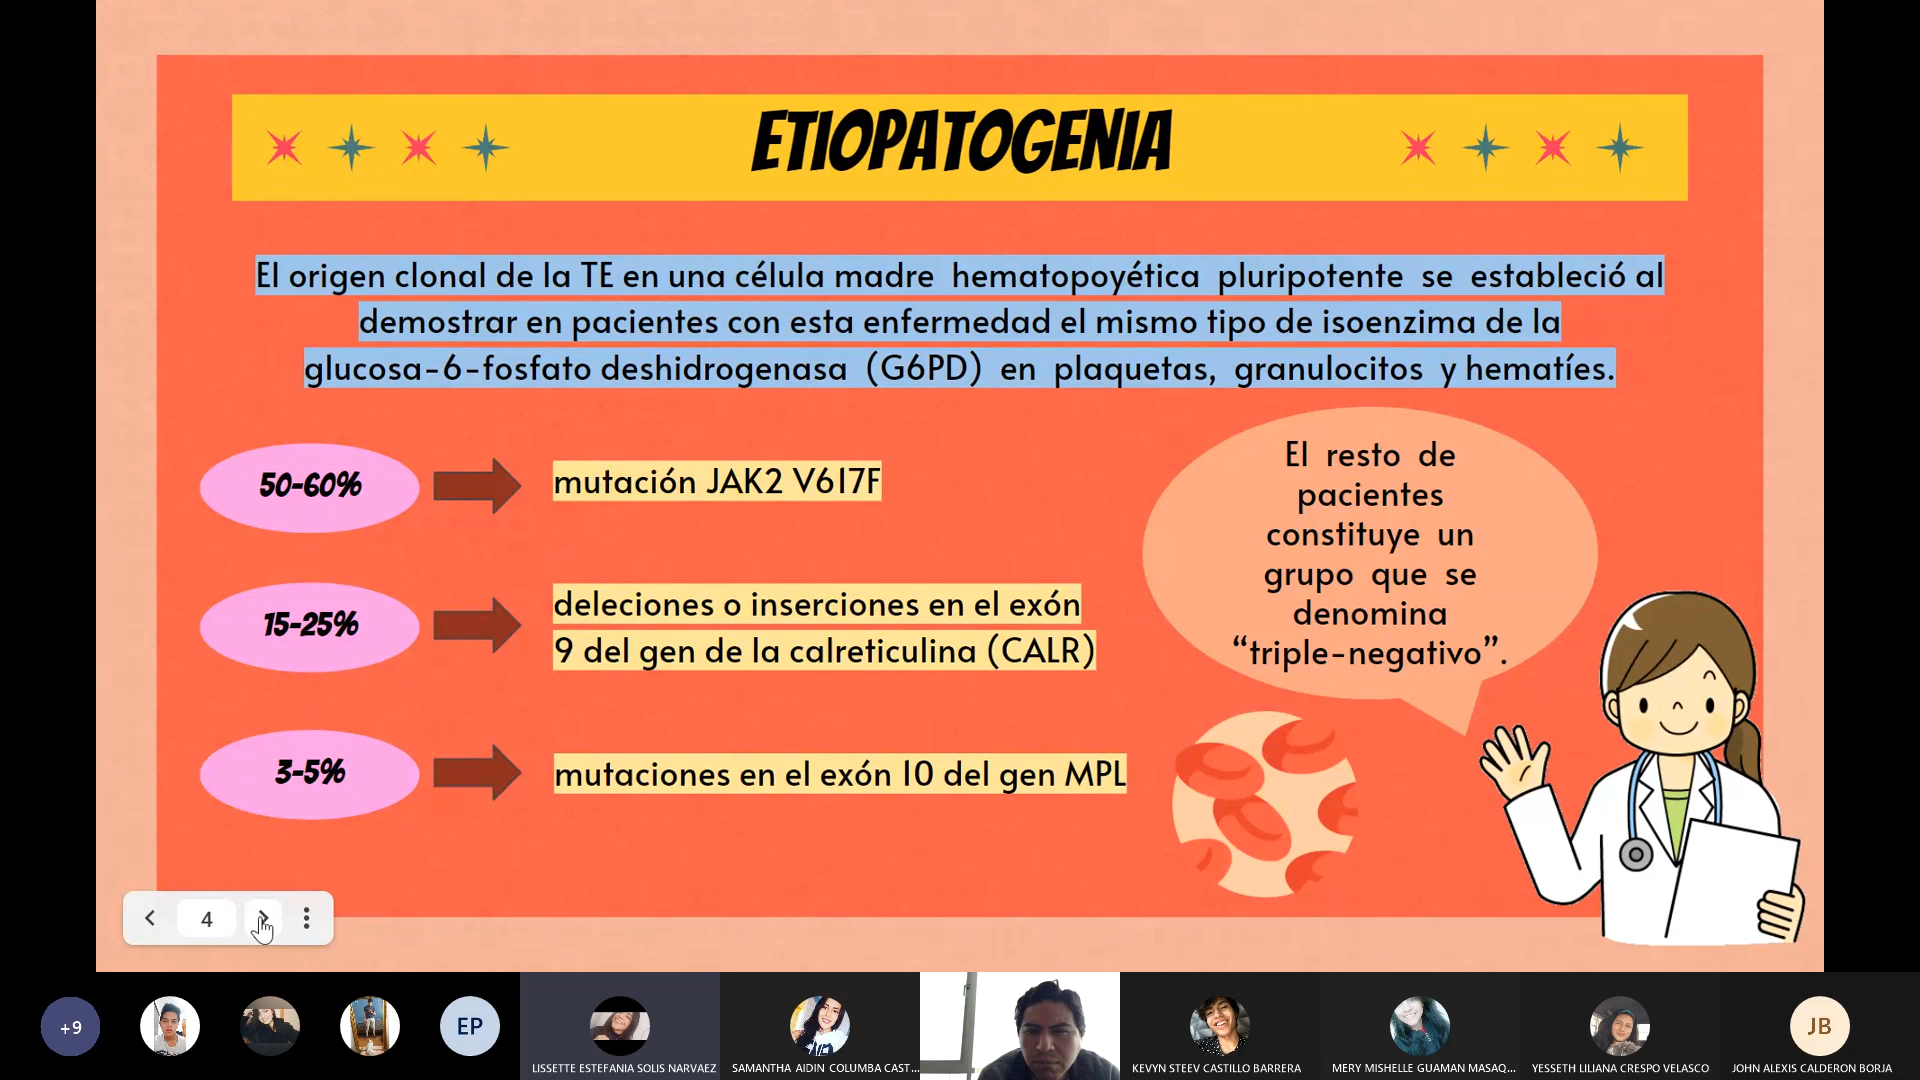 ETIOPATOGENIA
El origen clonal de la TE en una célula madre hematopoyética pluripotente se estableció al
demostrar en pacientes con esta enfermedad el mismo tipo de isoenzima de la
glucosa-6-fosfato deshidrogenasa (G6PD) en plaquetas, granulocitos y hematíes.
50-60%
mutación JAK2 V617F
15-25%
deleciones o inserciones en el exón
9 del gen de la calreticulina (CALR)
3-5%
mutaciones en el exón 10 del gen MPL
El resto de
pacientes
constituye un
grupo que se
denomina
“triple-negativo”.
4
+9
EP
LISSETTE ESTEFANIA SOLIS NARVAEZ
SAMANTHA AIDIN COLUMBA CAST...
KEVYN STEEV CASTILLO BARRERA
MERY MISHELLE GUAMAN MASAQ...
YESSETH LILIANA CRESPO VELASCO
JB
JOHN ALEXIS CALDERON BORJA